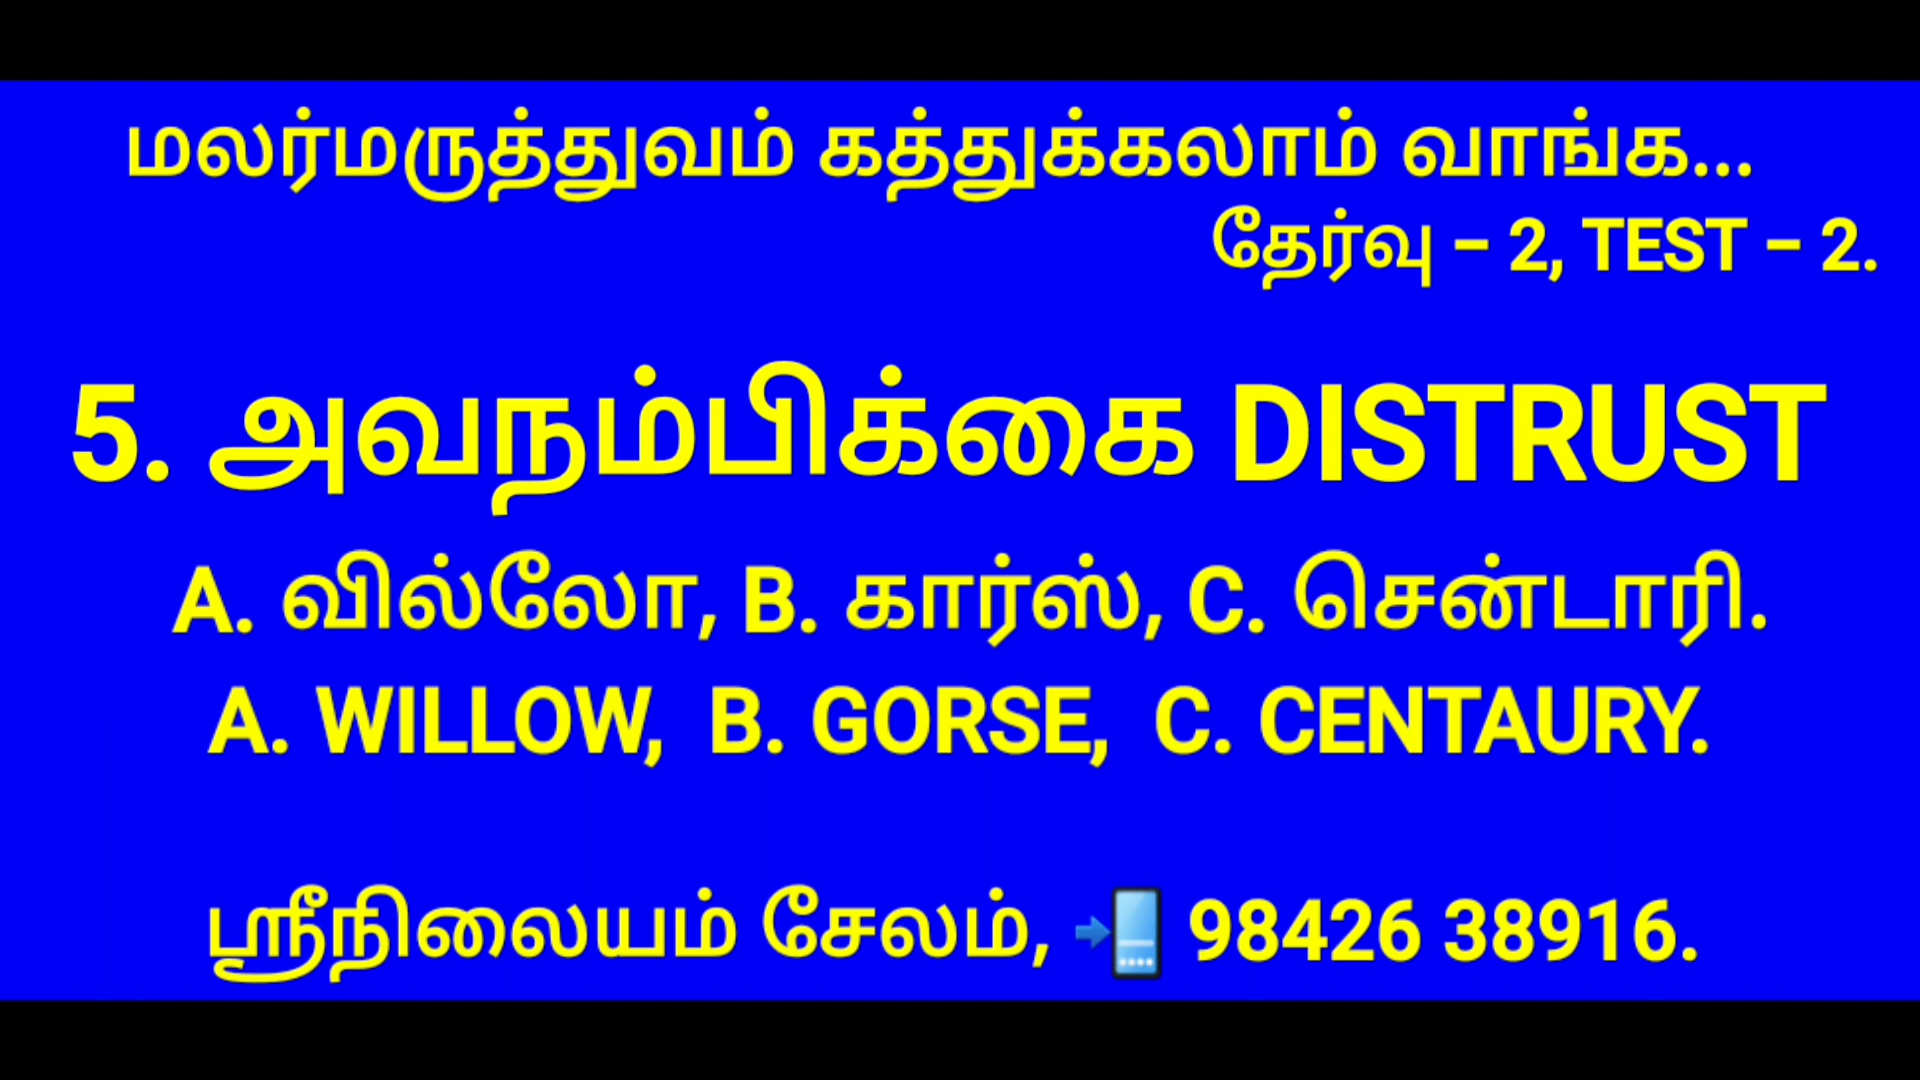 மலர்மருத்துவம் கத்துக்கலாம் வாங்க...
தேர்வு – 2, TEST – 2.
5. அவநம்பிக்கை DISTRUST
A. வில்லோ, B. கார்ஸ், C. சென்டாரி.
A. WILLOW, B. GORSE, C. CENTAURY.
ஸ்ரீநிலையம் சேலம், 📲 98426 38916.